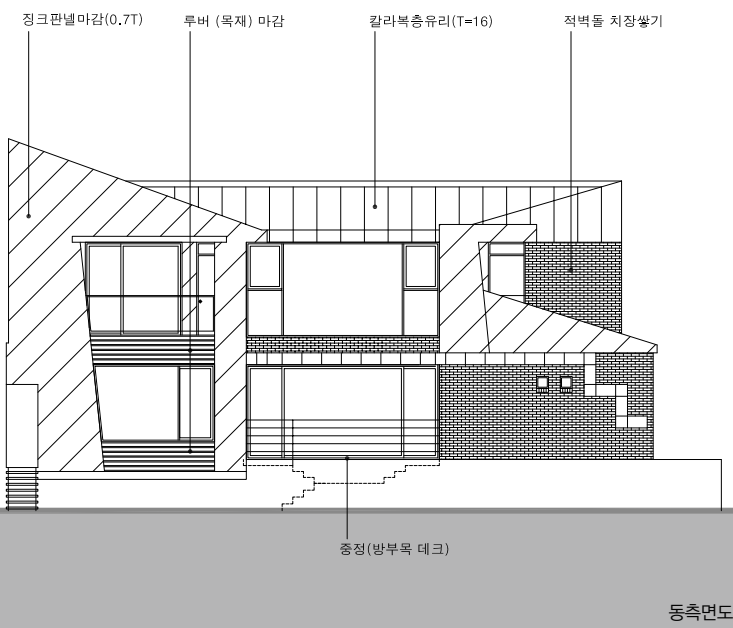 징크판넬마감(0.7T)
루버 (목재) 마감
칼라복층유리(T=16)
적벽돌 치장쌓기
중정(방부목 데크)
동측면도